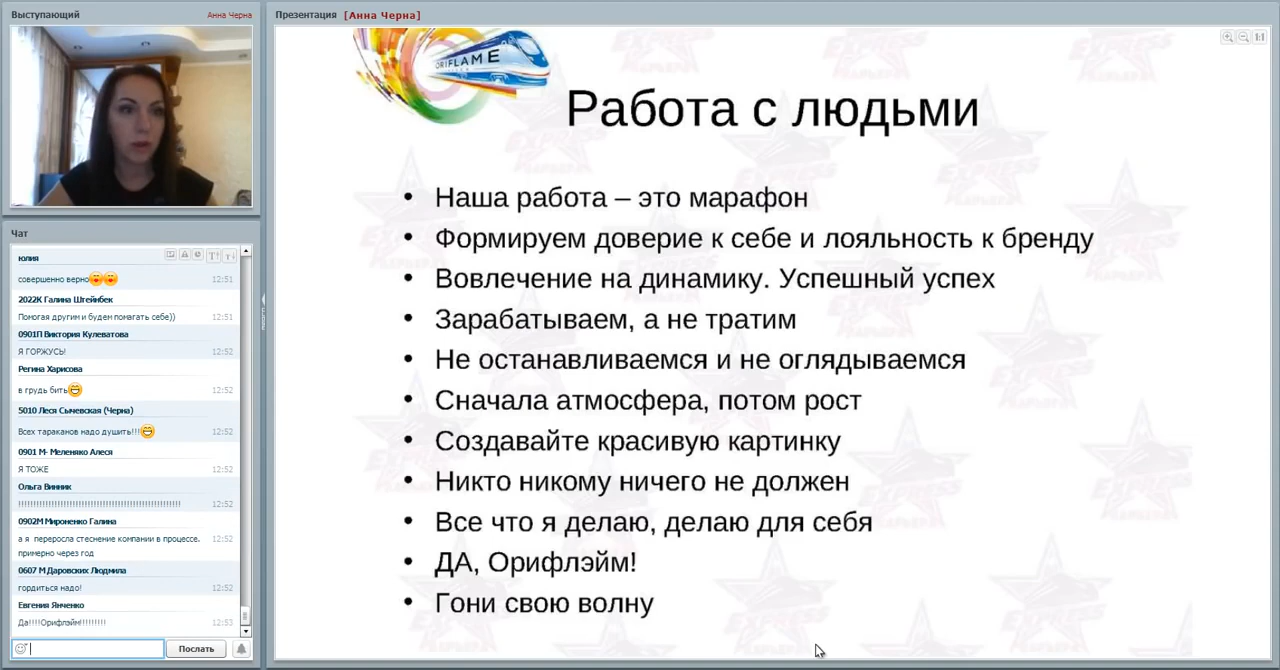 Выступающий
Анна Черна
Чат
юлия
совершенно верно
12:51
2022К Галина Штейнбек
Помогая другим и будем помогать себе))
12:51
0901П Виктория Кулеватова
Я ГОРЖУСЬ!
12:52
Регина Харисова
в грудь бить
12:52
5010 Леся Сычевская (Черна)
Всех тараканов надо душить!!!
12:52
0901 М- Меленяко Алеся
Я ТОЖЕ
12:52
Ольга Винник
12:52
0902М Мироненко Галина
а я переросла стеснение компании в процессе.
примерно через год
12:52
0607 М Даровских Людмила
гордиться надо!
12:52
Евгения Янченко
Да!!!!Орифлэйм!!!!!!!!!
12:53
Послать
Презентация [Анна Черна]
1:1
ORIFLAME
Работа с людьми
• Наша работа – это марафон
• Формируем доверие к себе и лояльность к бренду
• Вовлечение на динамику. Успешный успех
• Зарабатываем, а не тратим
• Не останавливаемся и не оглядываемся
• Сначала атмосфера, потом рост
• Создавайте красивую картинку
• Никто никому ничего не должен
• Все что я делаю, делаю для себя
• ДА, Орифлэйм!
• Гони свою волну